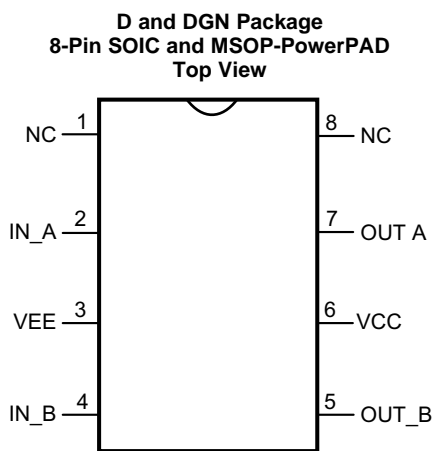 D and DGN Package
8-Pin SOIC and MSOP-PowerPAD
Top View
NC 1 8 NC
IN_A 2 7 OUT A
VEE 3 6 VCC
IN_B 4 5 OUT_B